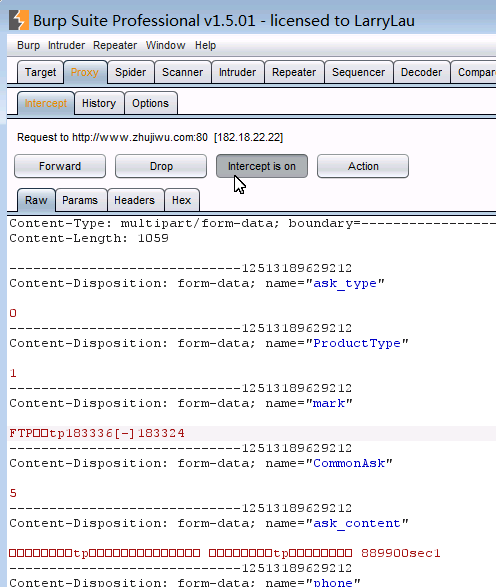 Burp Suite Professional v1.5.01 - licensed to LarryLau
Burp Intruder Repeater Window Help
Target Proxy Spider Scanner Intruder Repeater Sequencer Decoder Compar
Intercept History Options
Request to http://www.zhujiwu.com:80 [182.18.22.22]
Forward Drop Intercept is on Action
Raw Params Headers Hex
Content-Type: multipart/form-data; boundary=-----------------
Content-Length: 1059
-----------------------------12513189629212
Content-Disposition: form-data; name="ask_type"
0
-----------------------------12513189629212
Content-Disposition: form-data; name="ProductType"
1
-----------------------------12513189629212
Content-Disposition: form-data; name="mark"
FTP□□tp183336[-]183324
-----------------------------12513189629212
Content-Disposition: form-data; name="CommonAsk"
5
-----------------------------12513189629212
Content-Disposition: form-data; name="ask_content"
□□□□□□□□tp□□□□□□□□□□□□□□ □□□□□□□□tp□□□□□□□□ 889900sec1
-----------------------------12513189629212
Content-Disposition: form-data; name="phone"